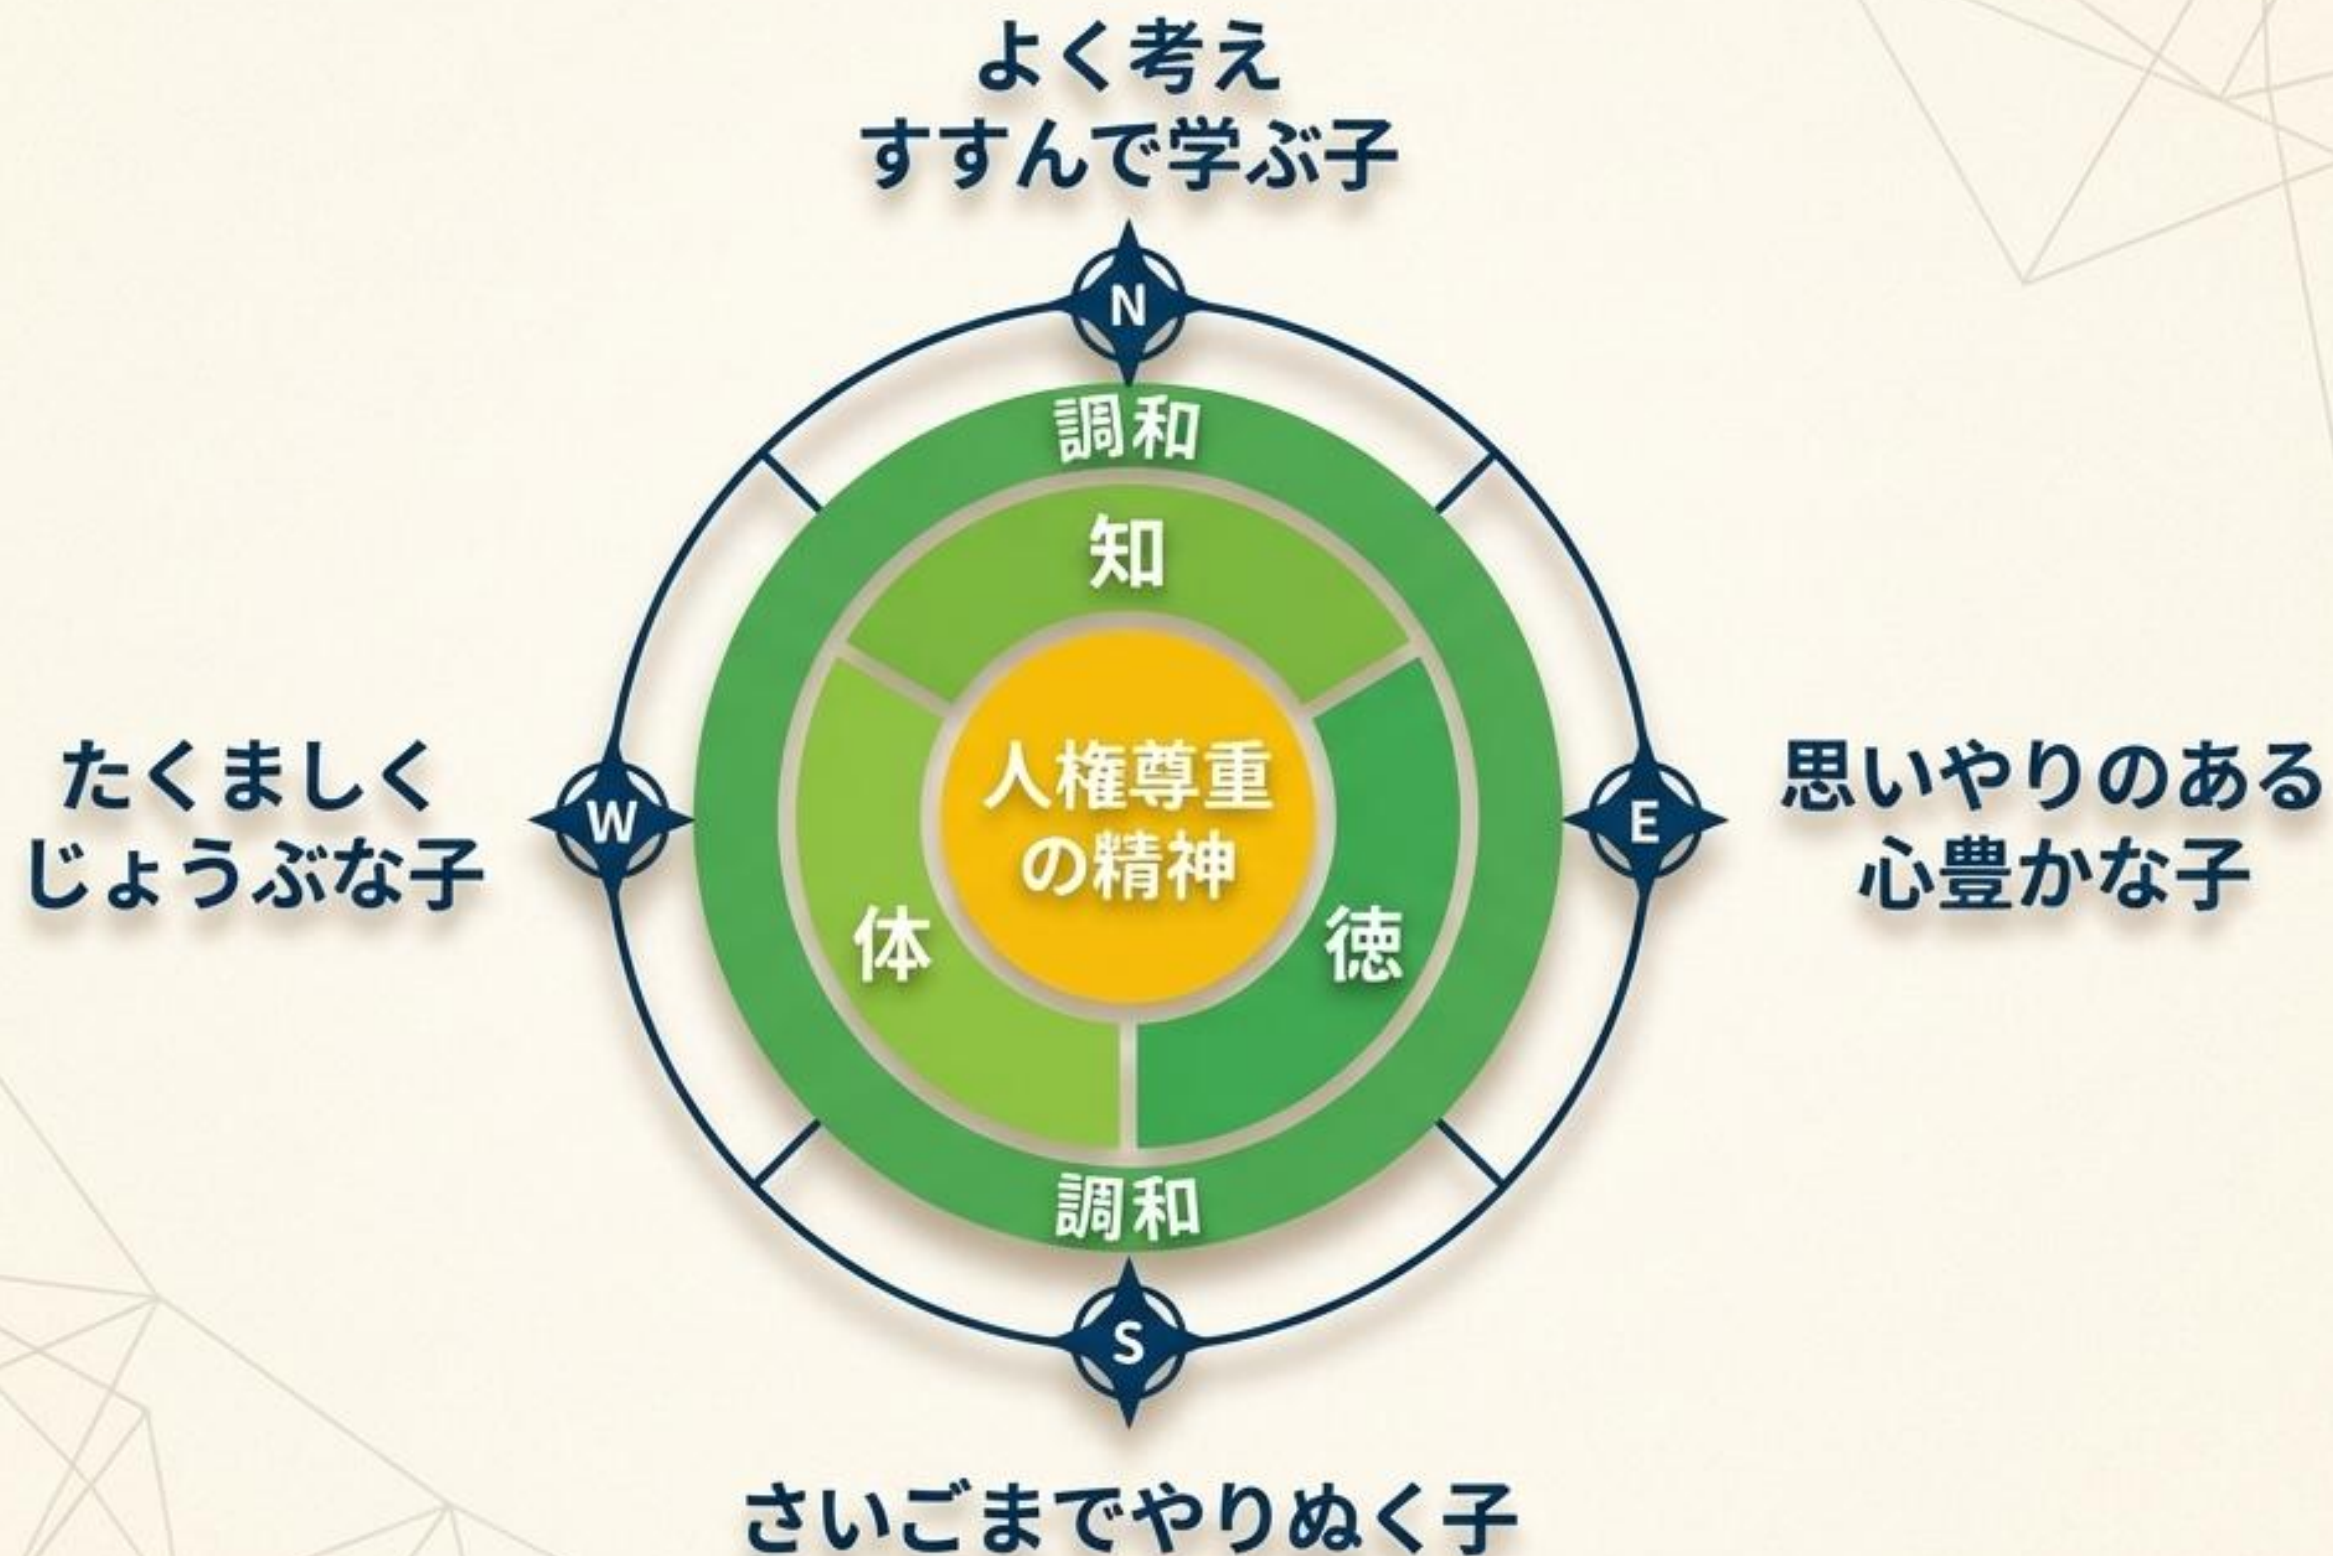 よく考え
すすんで学ぶ子
N
調和
知
たくましく
じょうぶな子
W
人権尊重
の精神
E
思いやりのある
心豊かな子
体
徳
調和
S
さいごまでやりぬく子